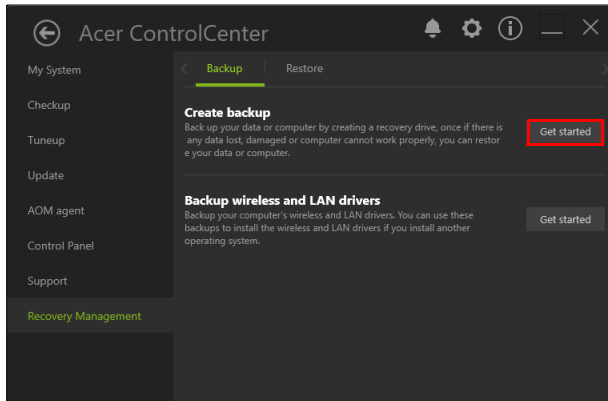 Acer ControlCenter
My System
Checkup
Tuneup
Update
AOM agent
Control Panel
Support
Recovery Management
Backup
Restore
Create backup
Back up your data or computer by creating a recovery drive, once if there is
any data lost, damaged or computer cannot work properly, you can restor
e your data or computer.
Get started
Backup wireless and LAN drivers
Backup your computer's wireless and LAN drivers. You can use these
backups to install the wireless and LAN drivers if you install another
operating system.
Get started